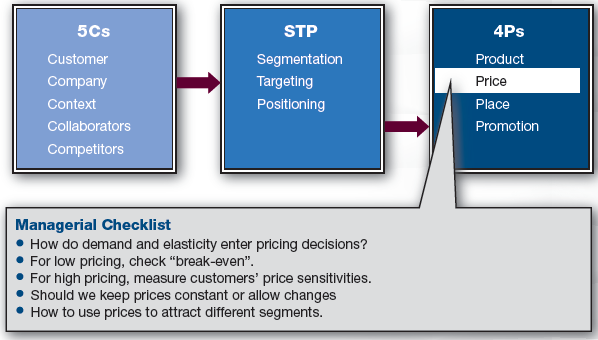 5Cs
Customer
Company
Context
Collaborators
Competitors
STP
Segmentation
Targeting
Positioning
4Ps
Product
Price
Place
Promotion
Managerial Checklist
• How do demand and elasticity enter pricing decisions?
• For low pricing, check “break-even”.
• For high pricing, measure customers’ price sensitivities.
• Should we keep prices constant or allow changes
• How to use prices to attract different segments.